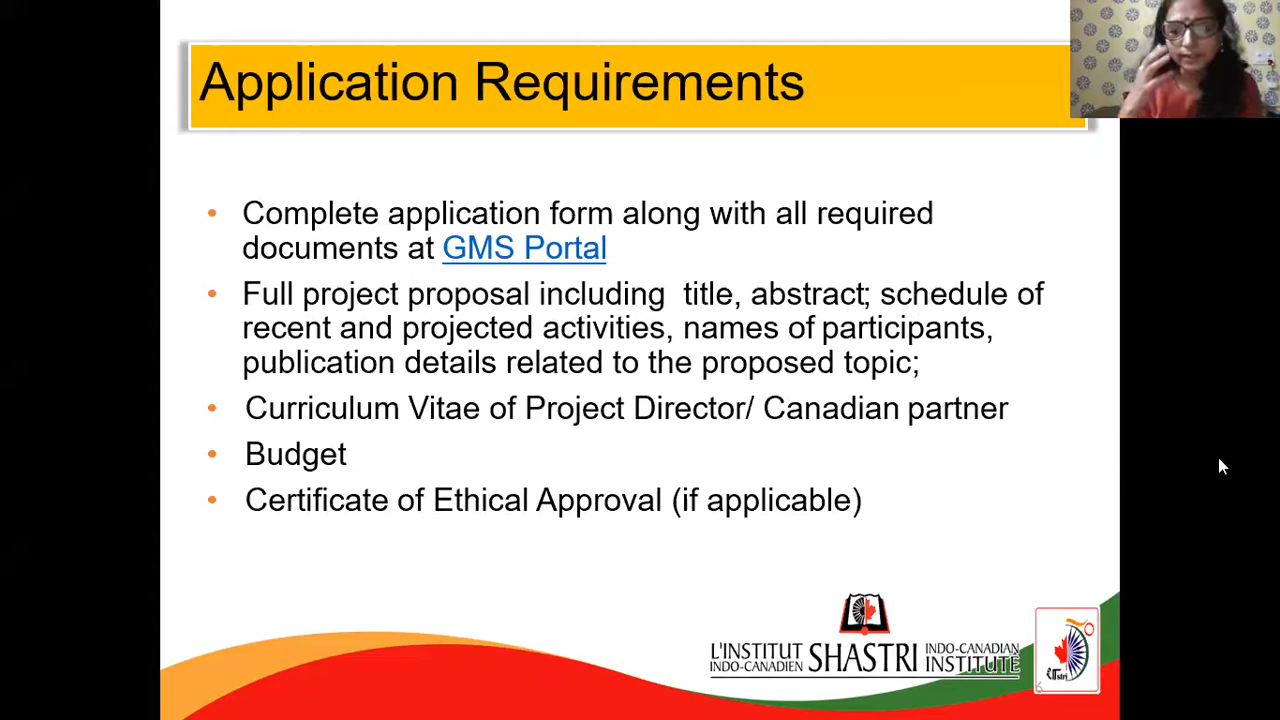 Application Requirements
• Complete application form along with all required
documents at GMS Portal
• Full project proposal including title, abstract; schedule of
recent and projected activities, names of participants,
publication details related to the proposed topic;
• Curriculum Vitae of Project Director/ Canadian partner
• Budget
• Certificate of Ethical Approval (if applicable)
L'INSTITUT SHASTRI INDO-CANADIAN
INDO-CANADIEN INSTITUTE
6